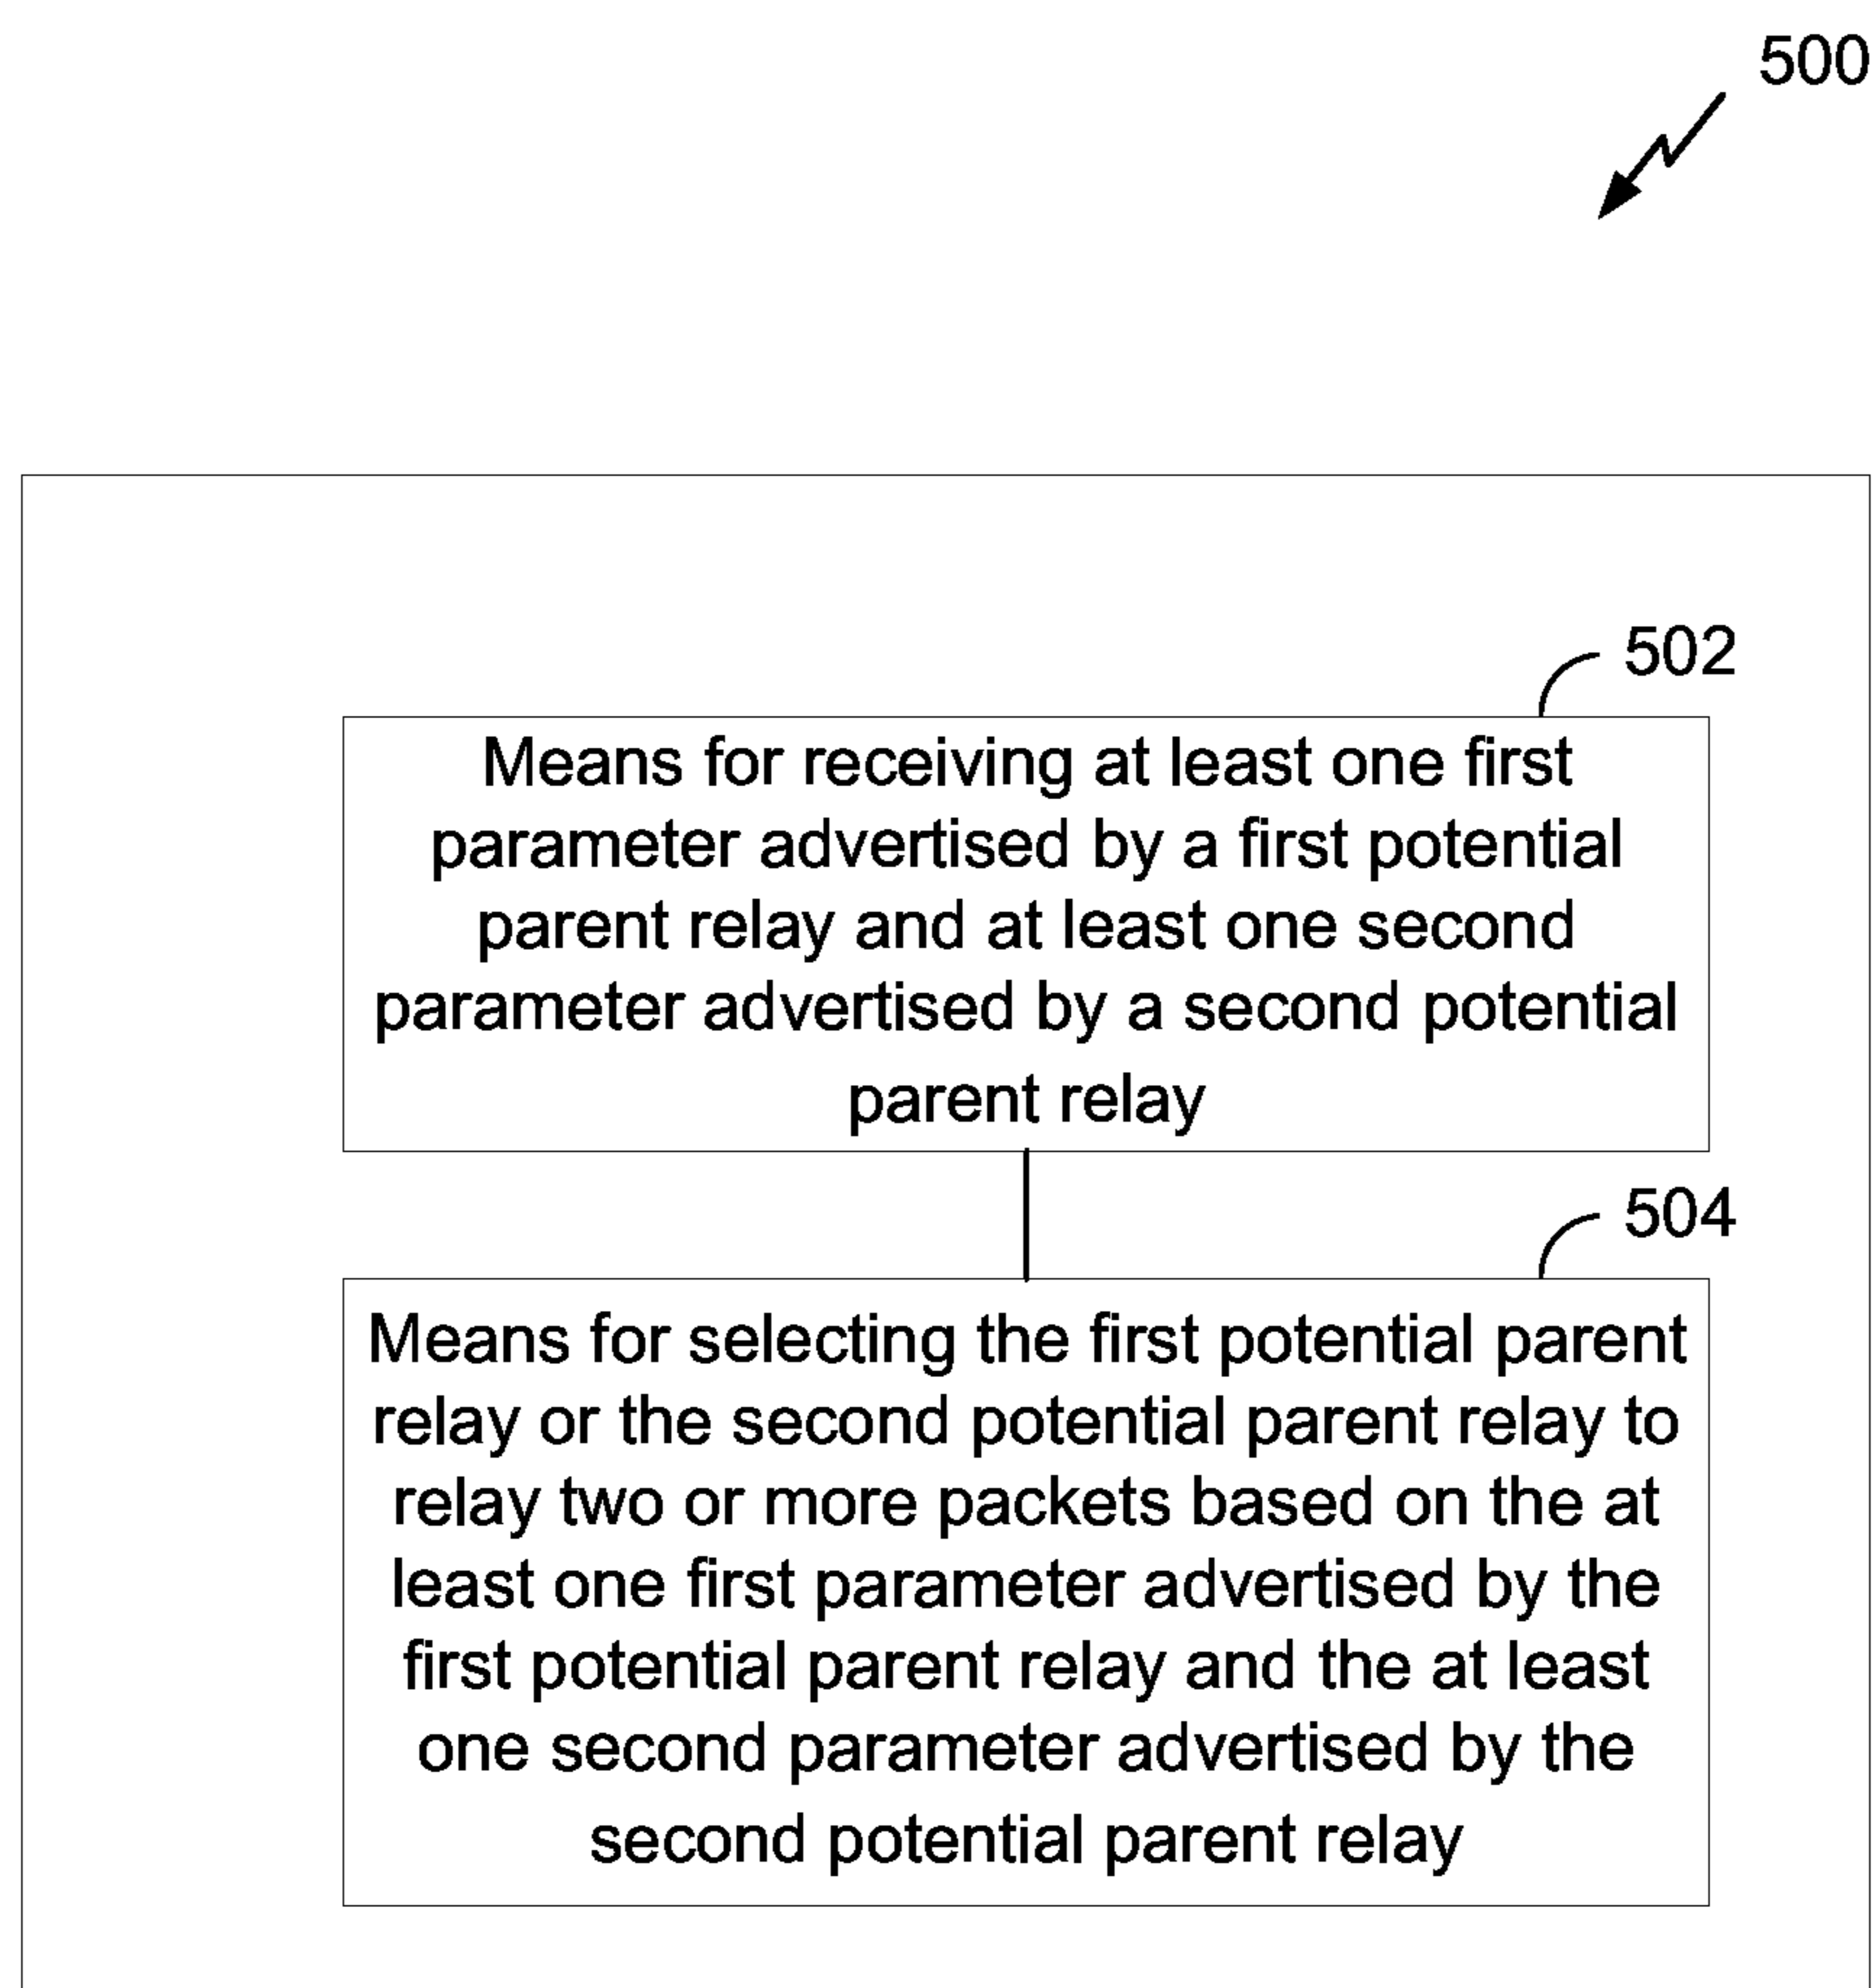 500
502
Means for receiving at least one first
parameter advertised by a first potential
parent relay and at least one second
parameter advertised by a second potential
parent relay
504
Means for selecting the first potential parent
relay or the second potential parent relay to
relay two or more packets based on the at
least one first parameter advertised by the
first potential parent relay and the at least
one second parameter advertised by the
second potential parent relay